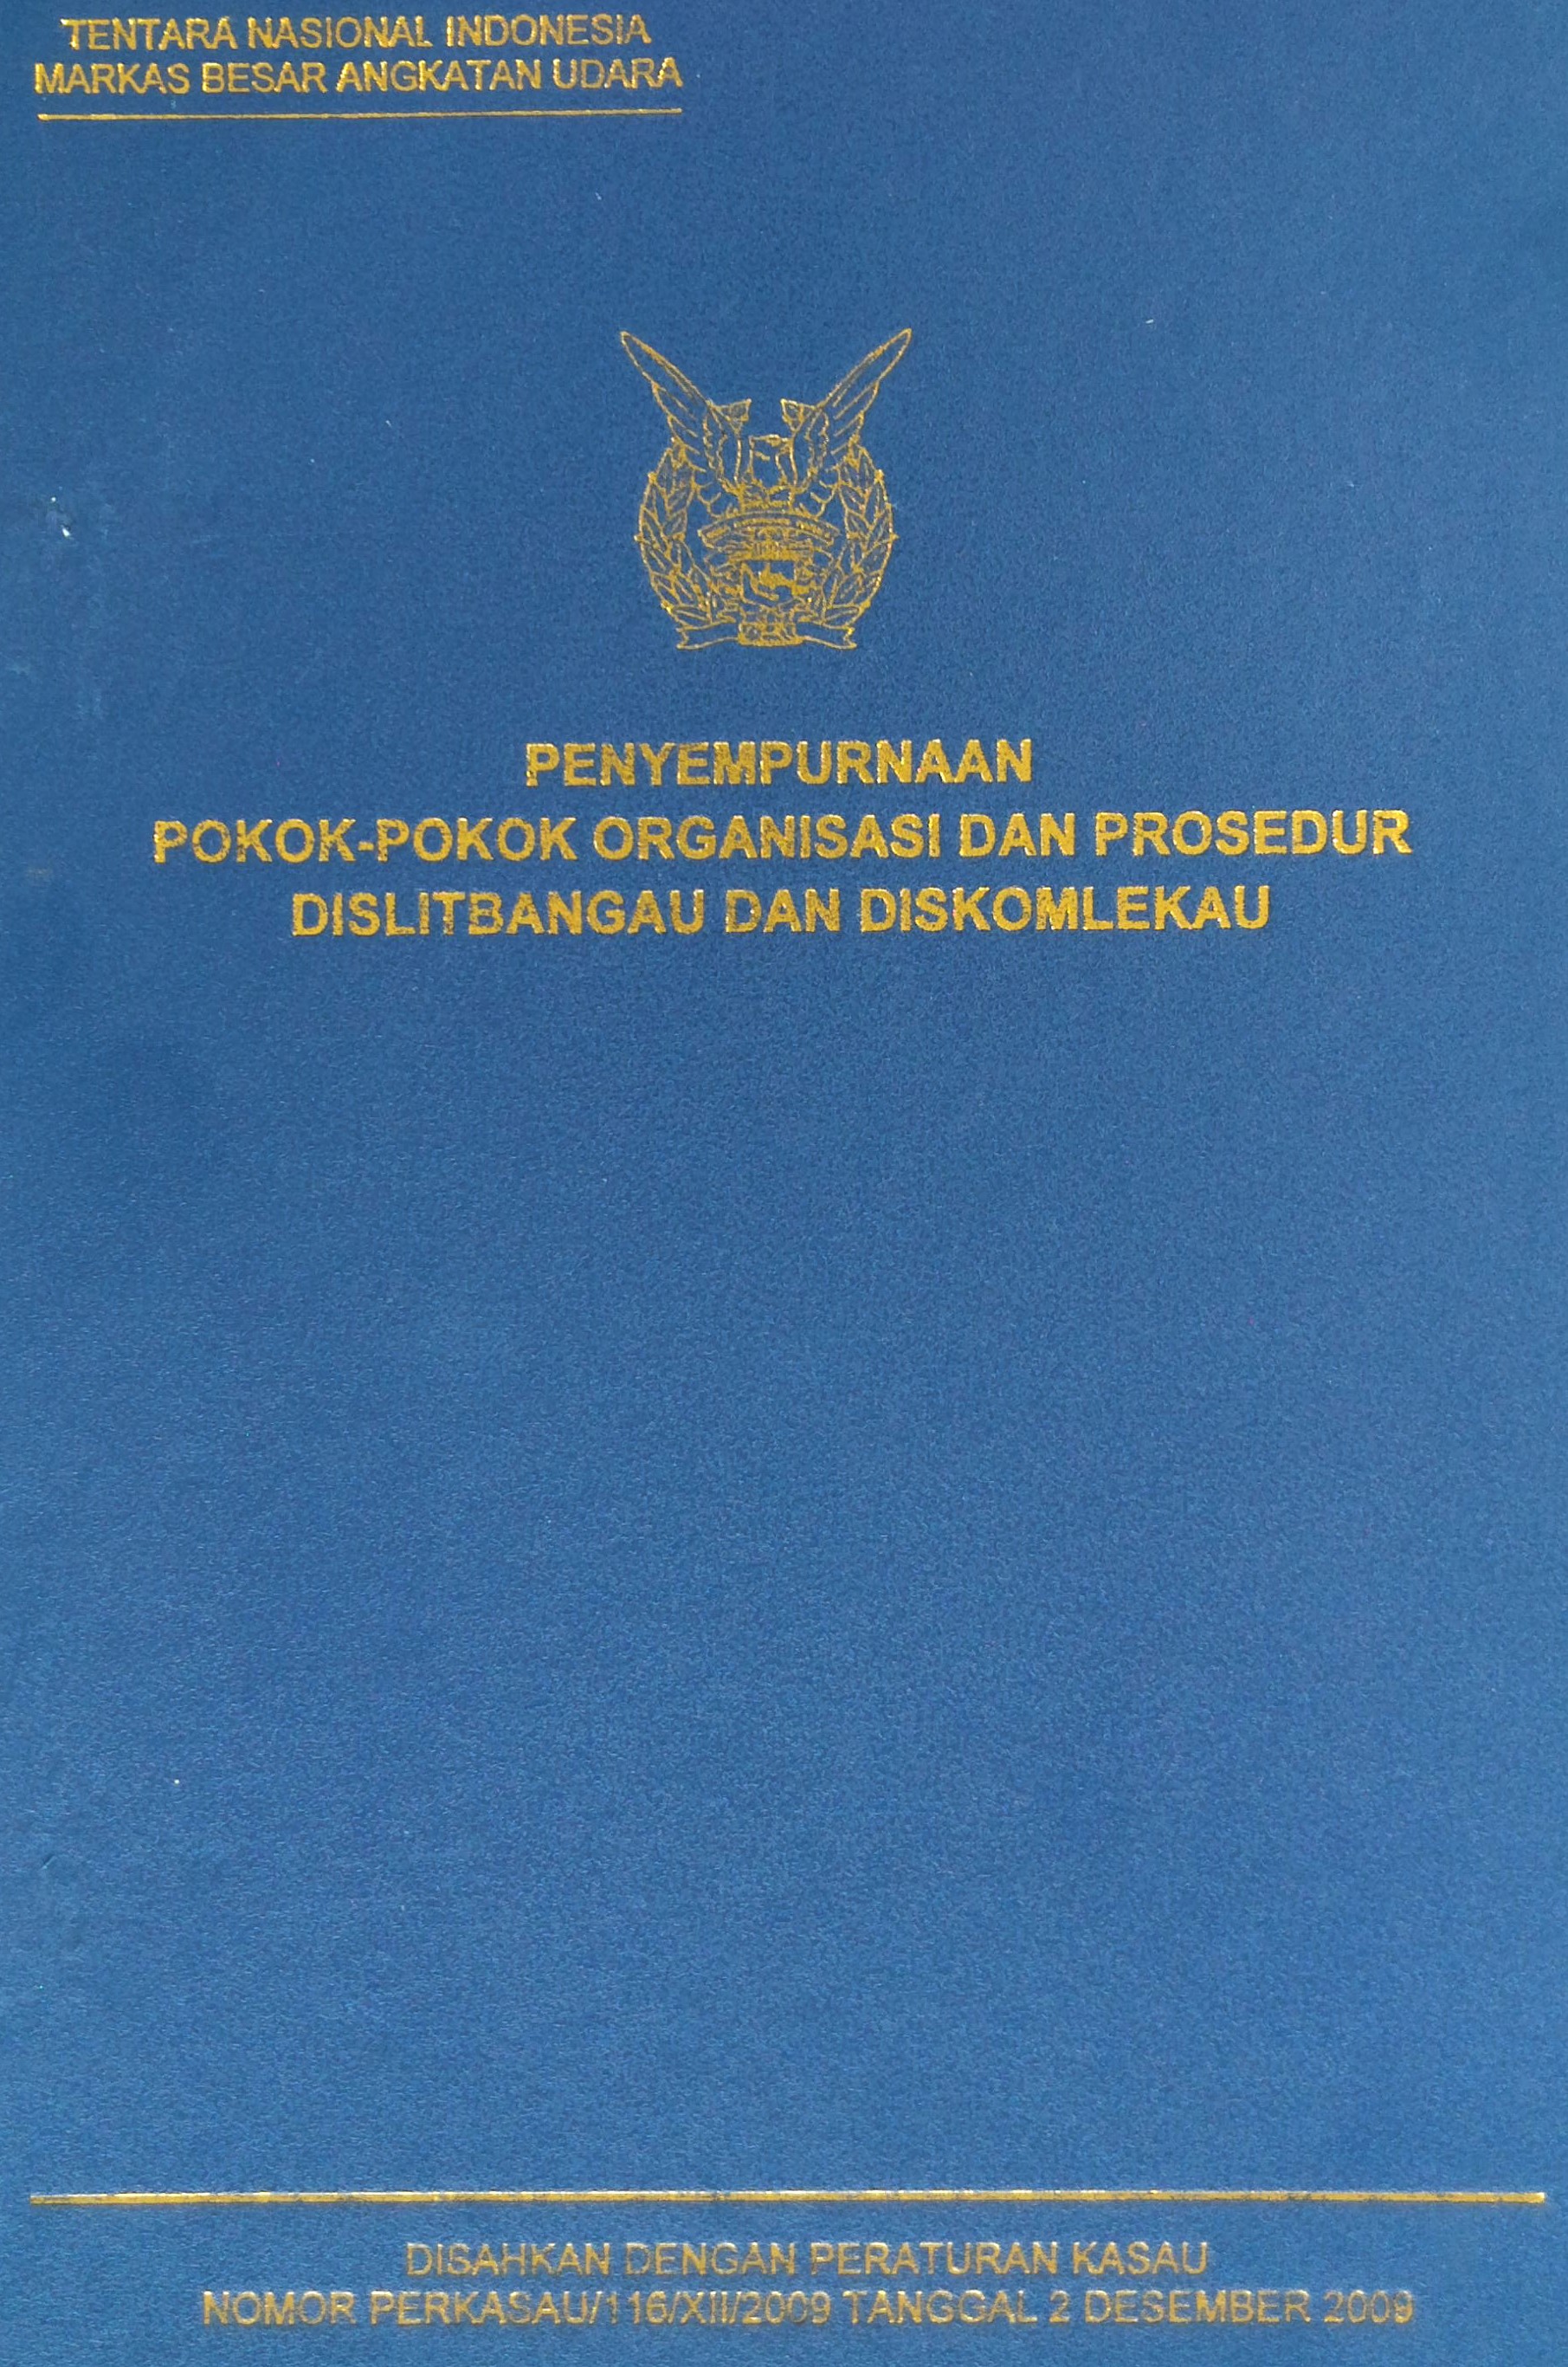 TENTARA NASIONAL INDONESIA
MARKAS BESAR ANGKATAN UDARA
PENYEMPURNAAN
POKOK-POKOK ORGANISASI DAN PROSEDUR
DISLITBANGAU DAN DISKOMLEKAU
DISAHKAN DENGAN PERATURAN KASAU
NOMOR PERKASAU/116/XII/2009 TANGGAL 2 DESEMBER 2009